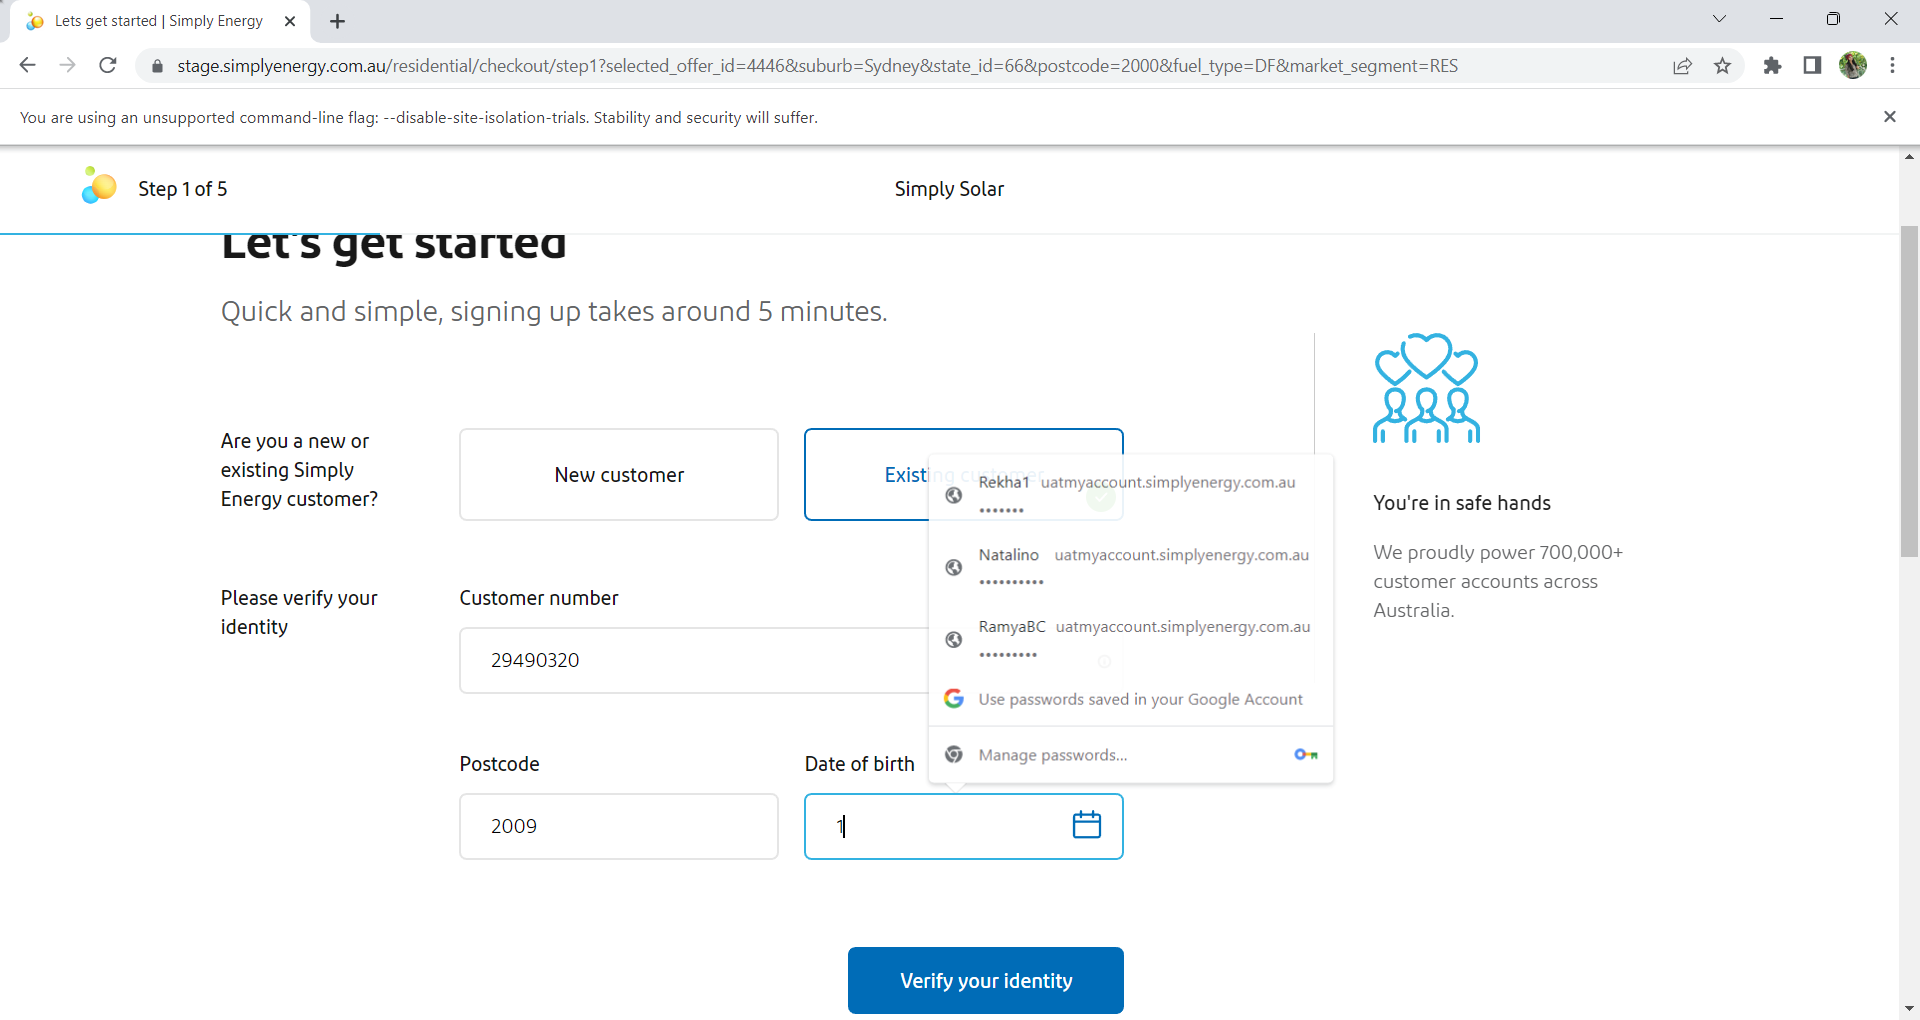 Lets get started | Simply Energy
stage.simplyenergy.com.au/residential/checkout/step1?selected_offer_id=4446&suburb=Sydney&state_id=66&postcode=2000&fuel_type=DF&market_segment=RES
You are using an unsupported command-line flag: --disable-site-isolation-trials. Stability and security will suffer.
Step 1 of 5
Simply Solar
Let's get started
Quick and simple, signing up takes around 5 minutes.
Are you a new or
existing Simply
Energy customer?
New customer
Existing customer
Rekha1 uatmyaccount.simplyenergy.com.au
•••••••
Natalino uatmyaccount.simplyenergy.com.au
••••••••••
RamyaBC uatmyaccount.simplyenergy.com.au
•••••••••
Use passwords saved in your Google Account
Manage passwords...
You're in safe hands
We proudly power 700,000+
customer accounts across
Australia.
Please verify your
identity
Customer number
29490320
Postcode
2009
Date of birth
1
Verify your identity